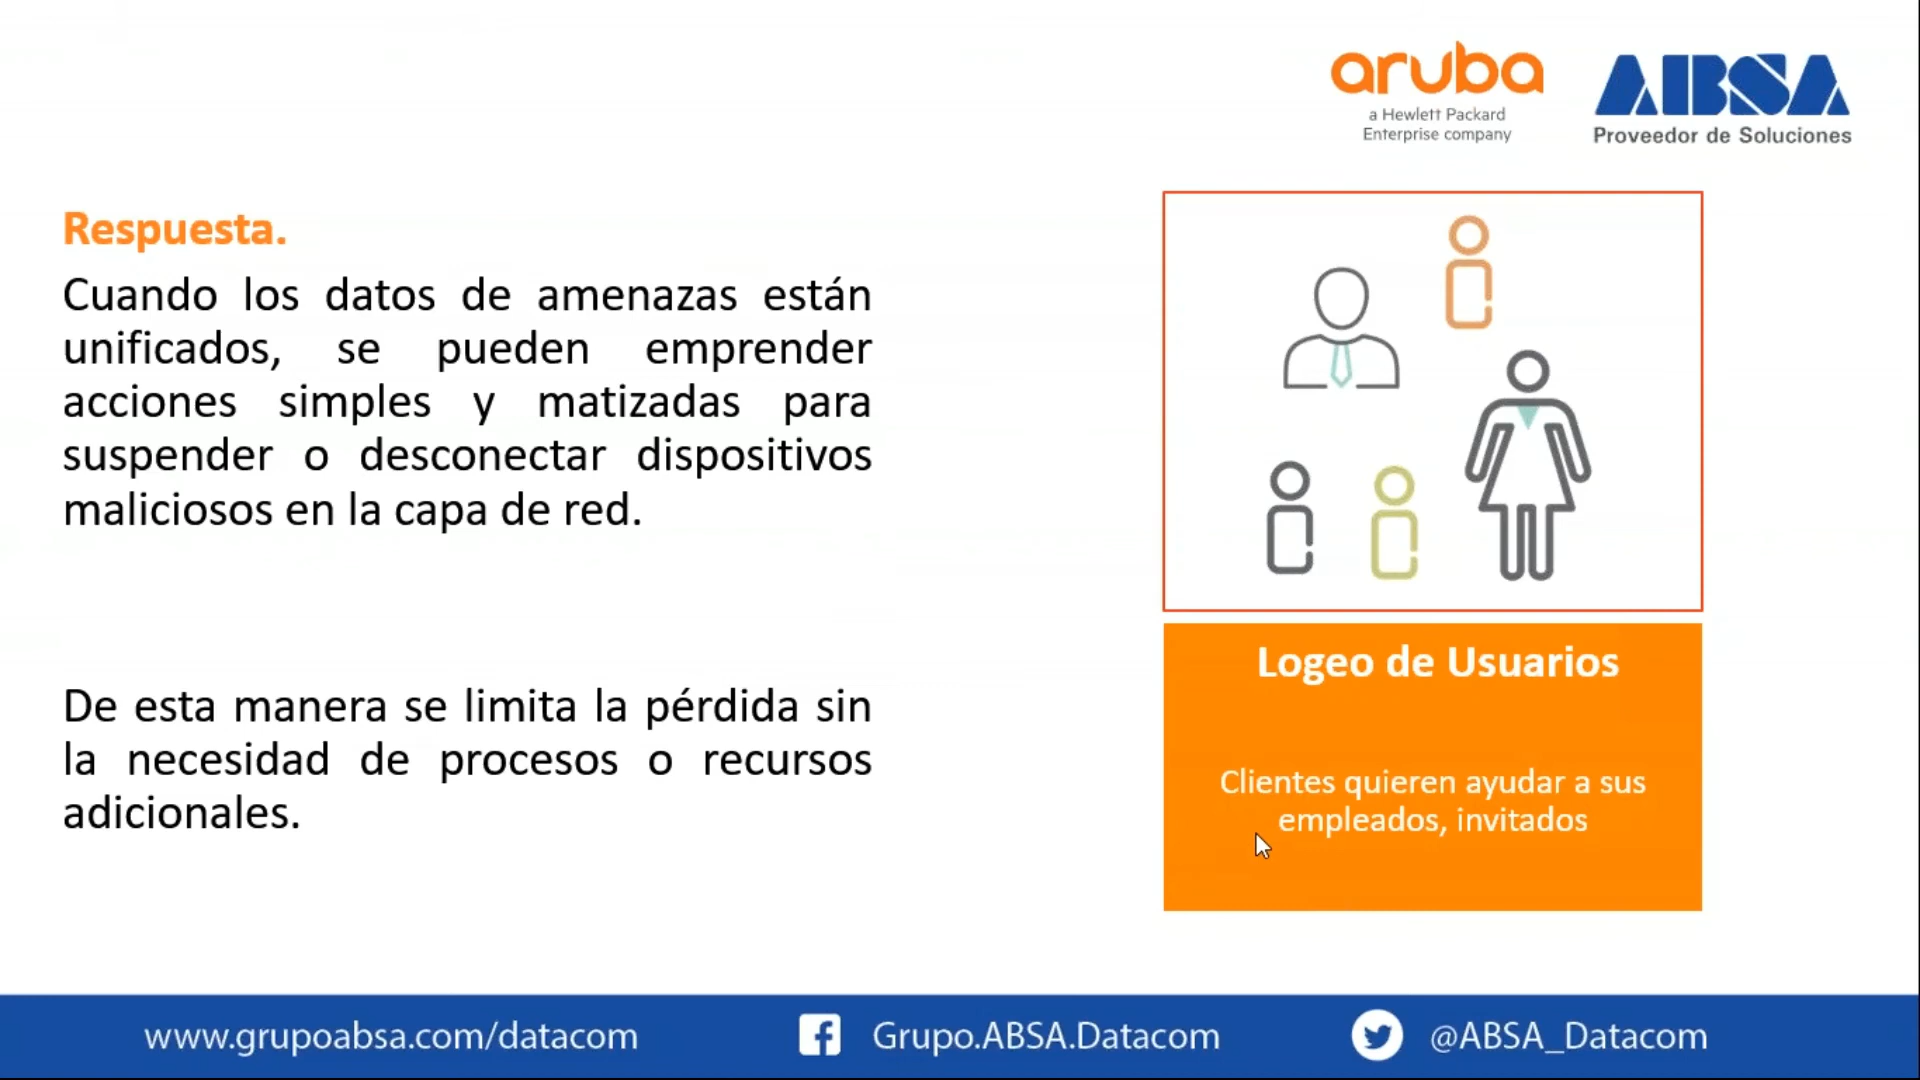 aruba
a Hewlett Packard
Enterprise company
ABSA
Proveedor de Soluciones
Respuesta.
Cuando los datos de amenazas están
unificados, se pueden emprender
acciones simples y matizadas para
suspender o desconectar dispositivos
maliciosos en la capa de red.
De esta manera se limita la pérdida sin
la necesidad de procesos o recursos
adicionales.
Logeo de Usuarios
Clientes quieren ayudar a sus
empleados, invitados
www.grupoabsa.com/datacom
Grupo.ABSA.Datacom
@ABSA_Datacom